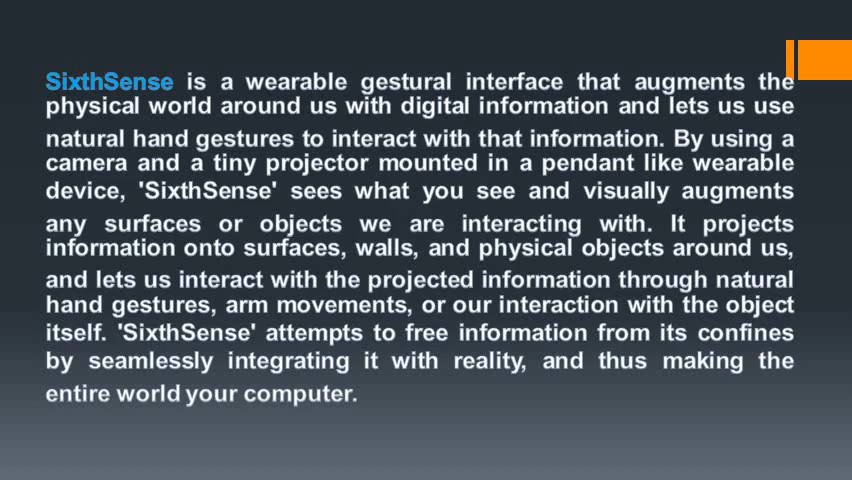 SixthSense is a wearable gestural interface that augments the
physical world around us with digital information and lets us use
natural hand gestures to interact with that information. By using a
camera and a tiny projector mounted in a pendant like wearable
device, 'SixthSense' sees what you see and visually augments
any surfaces or objects we are interacting with. It projects
information onto surfaces, walls, and physical objects around us,
and lets us interact with the projected information through natural
hand gestures, arm movements, or our interaction with the object
itself. 'SixthSense' attempts to free information from its confines
by seamlessly integrating it with reality, and thus making the
entire world your computer.